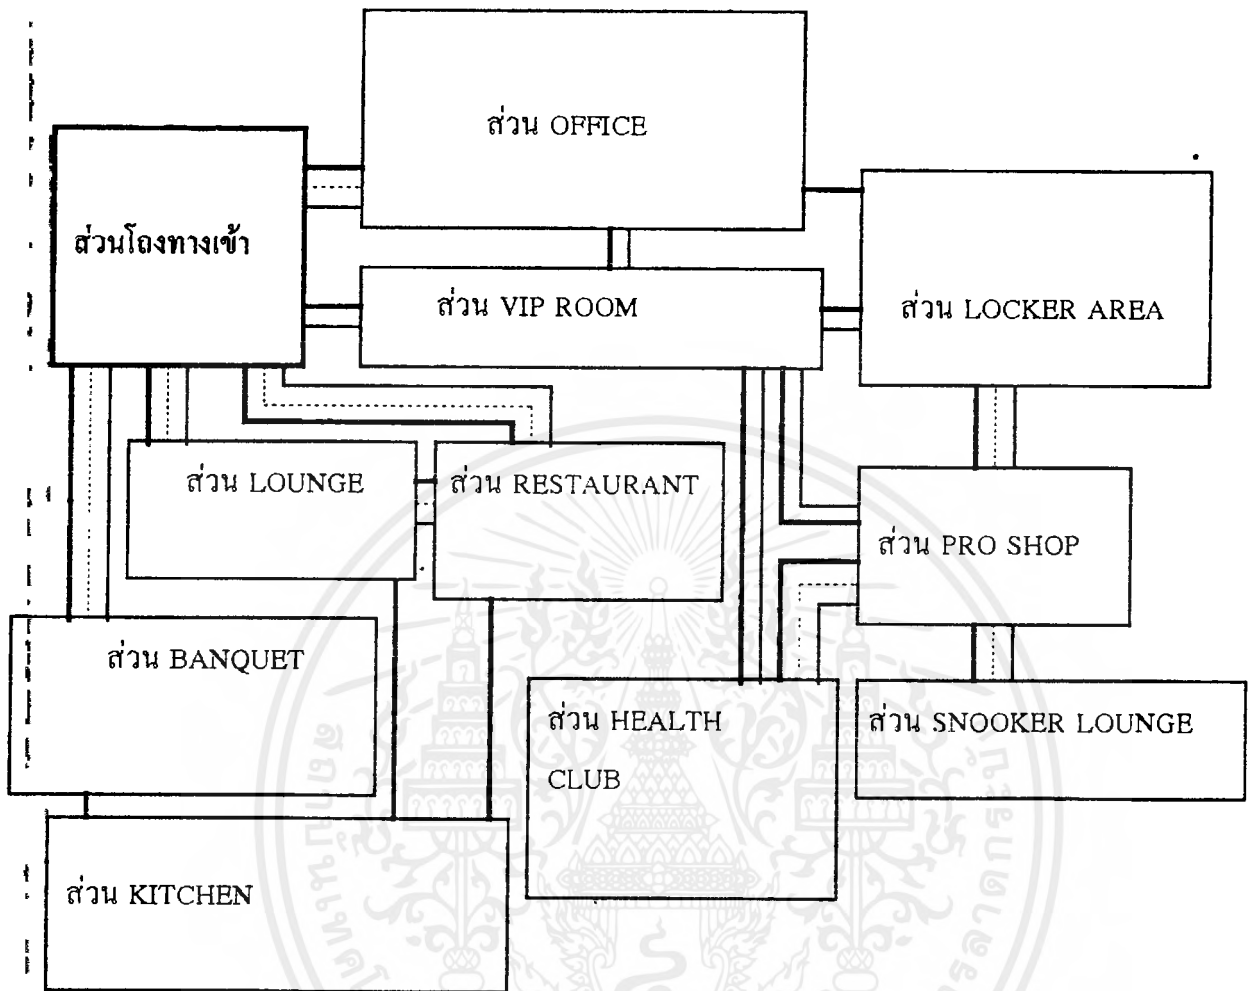 ส่วน OFFICE
ส่วนโถงทางเข้า
ส่วน VIP ROOM
ส่วน LOCKER AREA
ส่วน LOUNGE
ส่วน RESTAURANT
ส่วน PRO SHOP
ส่วน BANQUET
ส่วน HEALTH
CLUB
ส่วน SNOOKER LOUNGE
ส่วน KITCHEN